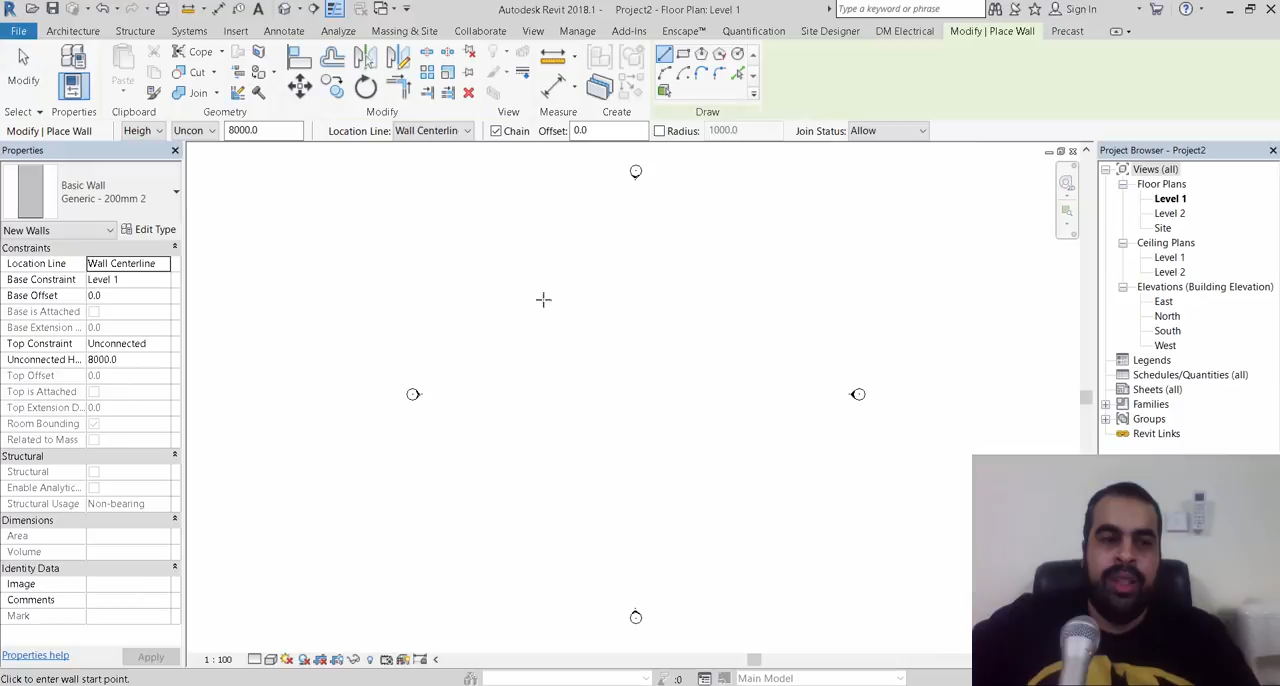 Autodesk Revit 2018.1 - Project2 - Floor Plan: Level 1
Type a keyword or phrase
Sign In
File Architecture Structure Systems Insert Annotate Analyze Massing & Site Collaborate View Manage Add-Ins Escape™ Quantification Site Designer DM Electrical Modify | Place Wall Precast
Modify
Paste
Cope
Cut
Join
Select Properties Clipboard Geometry Modify View Measure Create Draw
Modify | Place Wall Heigh Uncon 8000.0 Location Line: Wall Centerlin Chain Offset: 0.0 Radius: 1000.0 Join Status: Allow
Properties
Basic Wall
Generic - 200mm 2
New Walls Edit Type
Constraints
Location Line Wall Centerline
Base Constraint Level 1
Base Offset 0.0
Base is Attached
Base Extension ... 0.0
Top Constraint Unconnected
Unconnected H... 8000.0
Top Offset 0.0
Top is Attached
Top Extension D... 0.0
Room Bounding
Related to Mass
Structural
Structural
Enable Analytic...
Structural Usage Non-bearing
Dimensions
Area
Volume
Identity Data
Image
Comments
Mark
Properties help Apply
Project Browser - Project2
Views (all)
Floor Plans
Level 1
Level 2
Site
Ceiling Plans
Level 1
Level 2
Elevations (Building Elevation)
East
North
South
West
Legends
Schedules/Quantities (all)
Sheets (all)
Families
Groups
Revit Links
1 : 100
Click to enter wall start point.
:0 Main Model